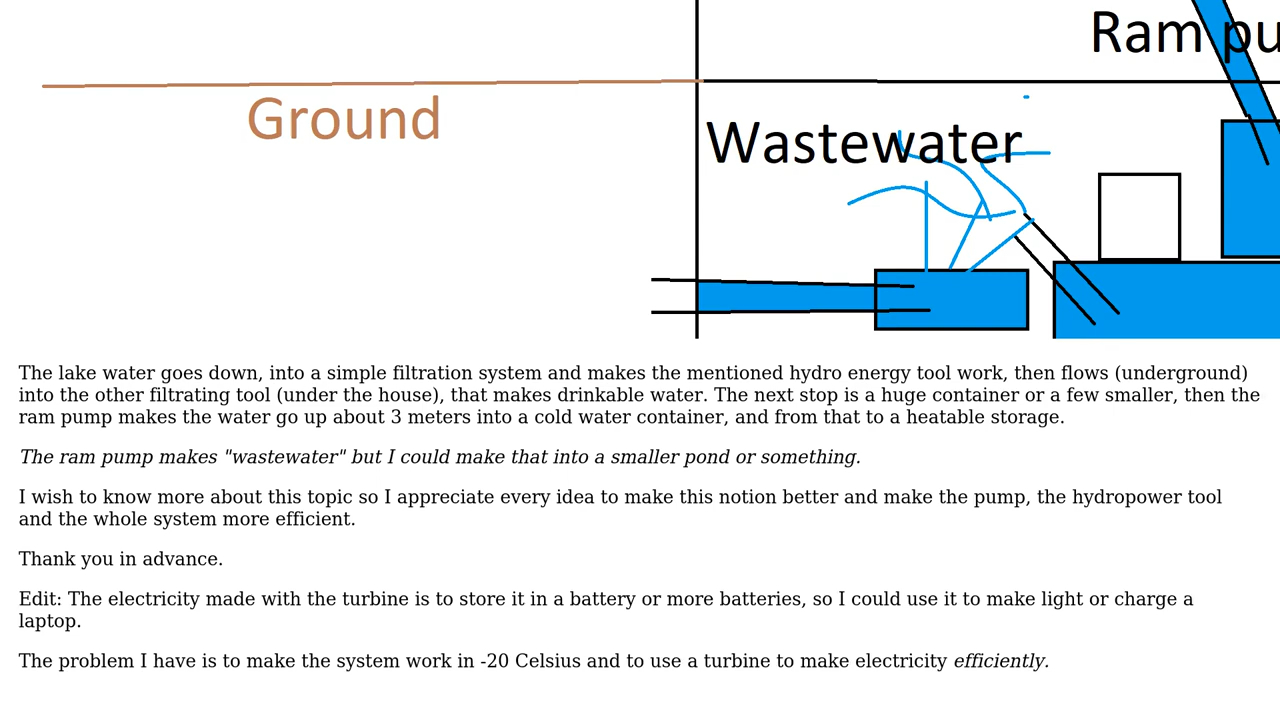 Ram pu
Ground
Wastewater
The lake water goes down, into a simple filtration system and makes the mentioned hydro energy tool work, then flows (underground)
into the other filtrating tool (under the house), that makes drinkable water. The next stop is a huge container or a few smaller, then the
ram pump makes the water go up about 3 meters into a cold water container, and from that to a heatable storage.
The ram pump makes "wastewater" but I could make that into a smaller pond or something.
I wish to know more about this topic so I appreciate every idea to make this notion better and make the pump, the hydropower tool
and the whole system more efficient.
Thank you in advance.
Edit: The electricity made with the turbine is to store it in a battery or more batteries, so I could use it to make light or charge a
laptop.
The problem I have is to make the system work in -20 Celsius and to use a turbine to make electricity efficiently.